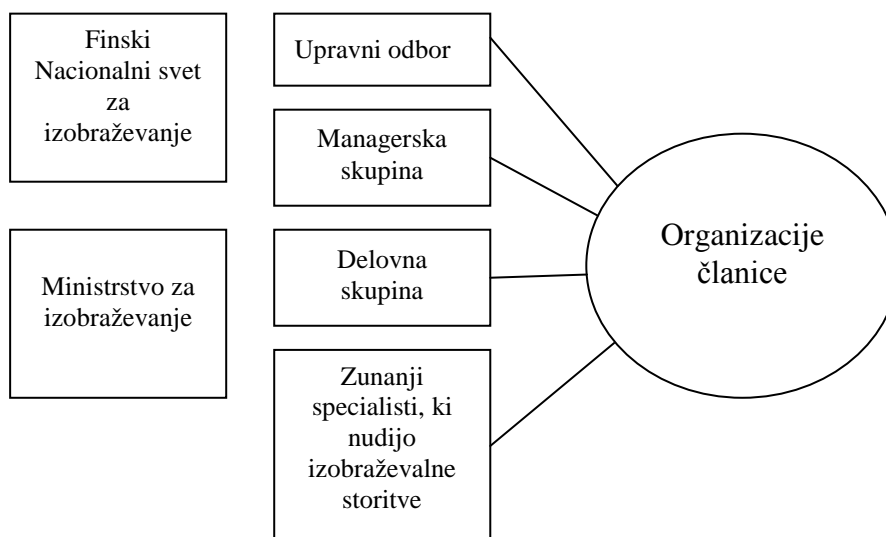 Finski
Nacionalni svet
za
izobraževanje
Ministrstvo za
izobraževanje
Upravni odbor
Managerska
skupina
Delovna
skupina
Zunanji
specialisti, ki
nudijo
izobraževalne
storitve
Organizacije
članice